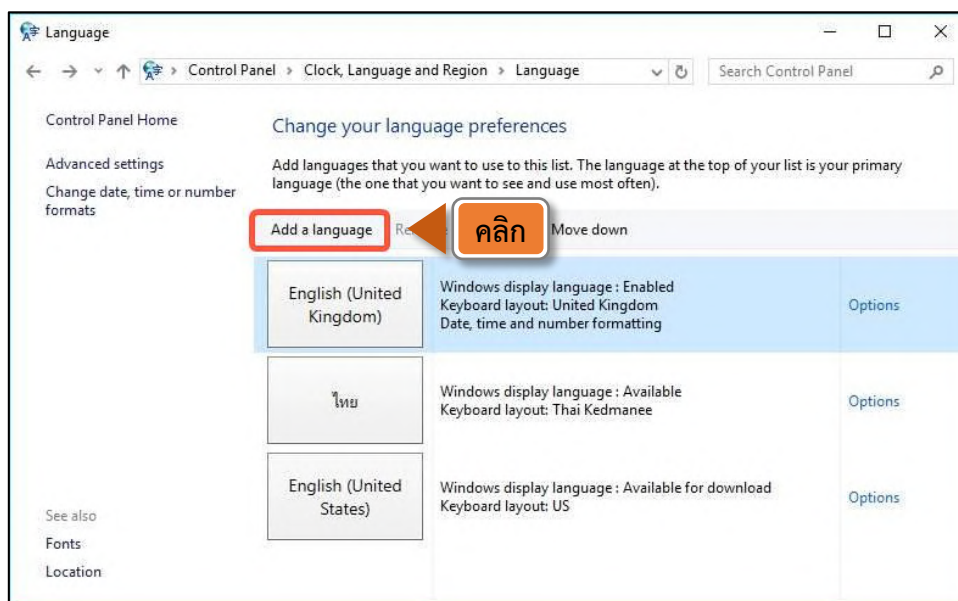 Language
Control Panel > Clock, Language and Region > Language
Search Control Panel
Control Panel Home
Advanced settings
Change date, time or number
formats
See also
Fonts
Location
Change your language preferences
Add languages that you want to use to this list. The language at the top of your list is your primary
language (the one that you want to see and use most often).
Add a language
คลิก
Move down
English (United
Kingdom)
Windows display language : Enabled
Keyboard layout: United Kingdom
Date, time and number formatting
Options
ไทย
Windows display language : Available
Keyboard layout: Thai Kedmanee
Options
English (United
States)
Windows display language : Available for download
Keyboard layout: US
Options